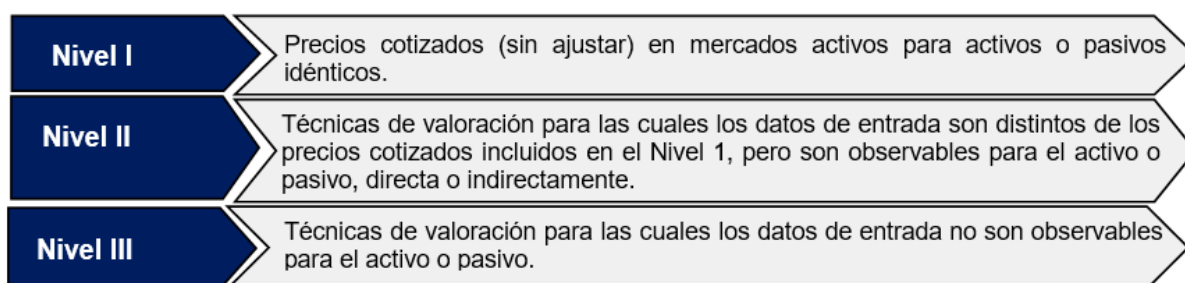 Nivel I
Precios cotizados (sin ajustar) en mercados activos para activos o pasivos
idénticos.
Nivel II
Técnicas de valoración para las cuales los datos de entrada son distintos de los
precios cotizados incluidos en el Nivel 1, pero son observables para el activo o
pasivo, directa o indirectamente.
Nivel III
Técnicas de valoración para las cuales los datos de entrada no son observables
para el activo o pasivo.